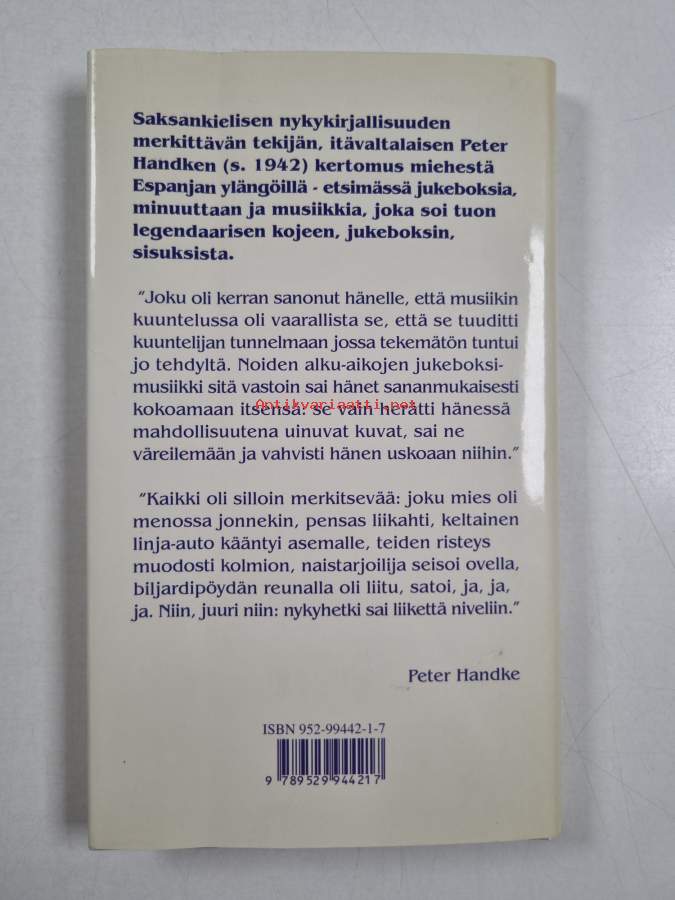 Saksankielisen nykykirjallisuuden
merkittävän tekijän, itävaltalaisen Peter
Handken (s. 1942) kertomus miehestä
Espanjan ylängöillä - etsimässä jukeboksia,
minuuttaan ja musiikkia, joka soi tuon
legendaarisen kojeen, jukeboksin,
sisuksista.
"Joku oli kerran sanonut hänelle, että musiikin
kuuntelussa oli vaarallista se, että se tuuditti
kuuntelijan tunnelmaan jossa tekemätön tuntui
jo tehdyltä. Noiden alku-aikojen jukeboksi-
musiikki sitä vastoin sai hänet sananmukaisesti
kokoamaan itsensä: se vain herätti hänessä
Antikvariaatti.net
mahdollisuutena uinuvat kuvat, sai ne
väreilemään ja vahvisti hänen uskoaan niihin."
"Kaikki oli silloin merkitsevää: joku mies oli
menossa jonnekin, pensas liikahti, keltainen
linja-auto kääntyi asemalle, teiden risteys
muodosti kolmion, naistarjoilija seisoi ovella,
biljardipöydän reunalla oli liitu, satoi, ja, ja,
ja. Niin, juuri niin: nykyhetki sai liikettä niveliin."
Peter Handke
ISBN 952-99442-1-7
9 789529 944217